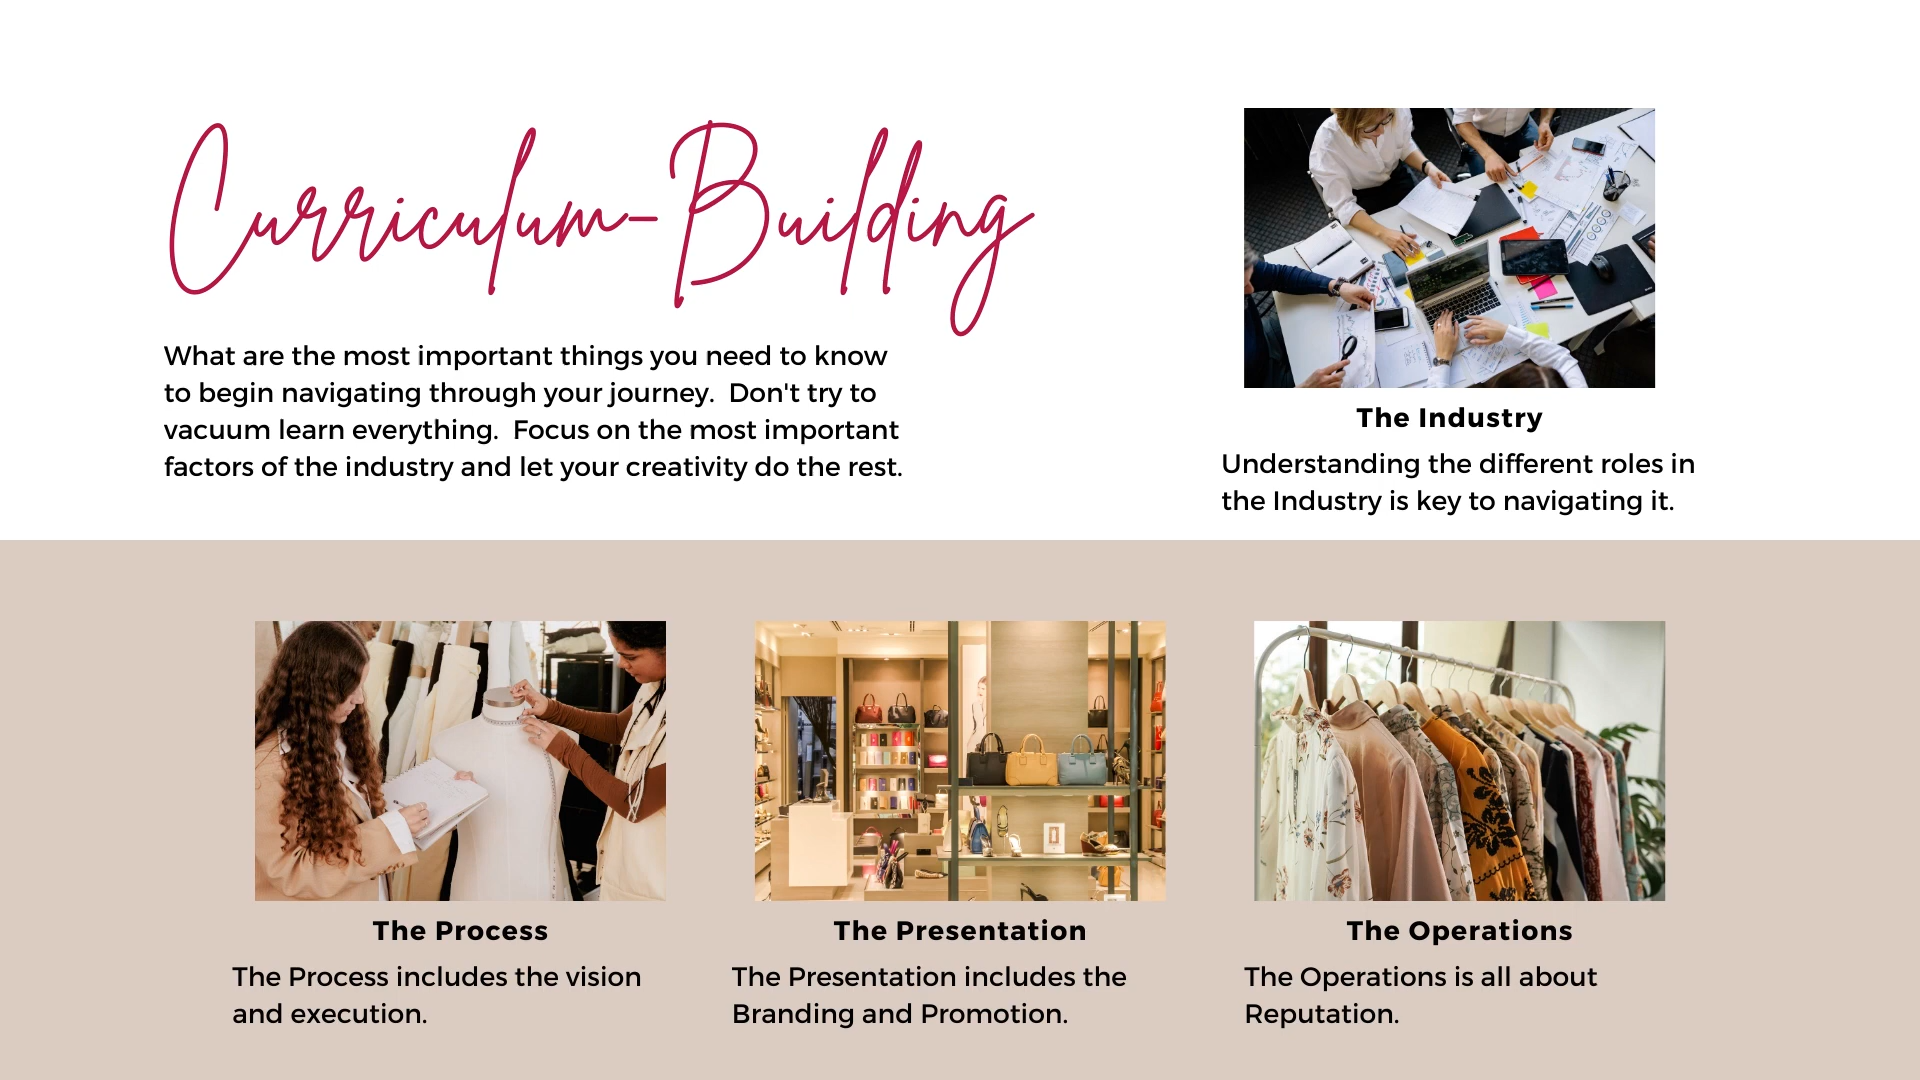 Curriculum-Building
What are the most important things you need to know
to begin navigating through your journey.  Don't try to
vacuum learn everything.  Focus on the most important
factors of the industry and let your creativity do the rest.
The Industry
Understanding the different roles in
the Industry is key to navigating it.
The Process
The Process includes the vision
and execution.
The Presentation
The Presentation includes the
Branding and Promotion.
The Operations
The Operations is all about
Reputation.